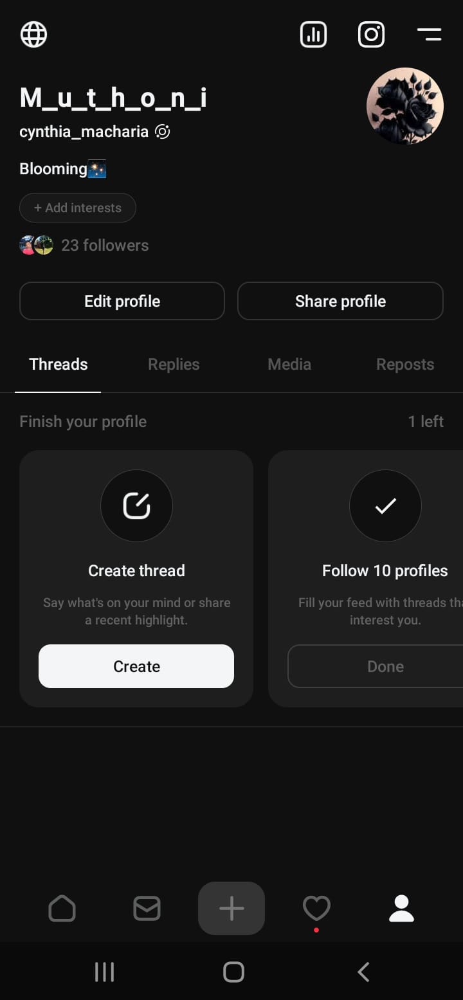 M_u_t_h_o_n_i
cynthia_macharia
Blooming🎇
+ Add interests
23 followers
Edit profile
Share profile
Threads
Replies
Media
Reposts
Finish your profile
1 left
Create thread
Say what's on your mind or share
a recent highlight.
Create
Follow 10 profiles
Fill your feed with threads tha
interest you.
Done